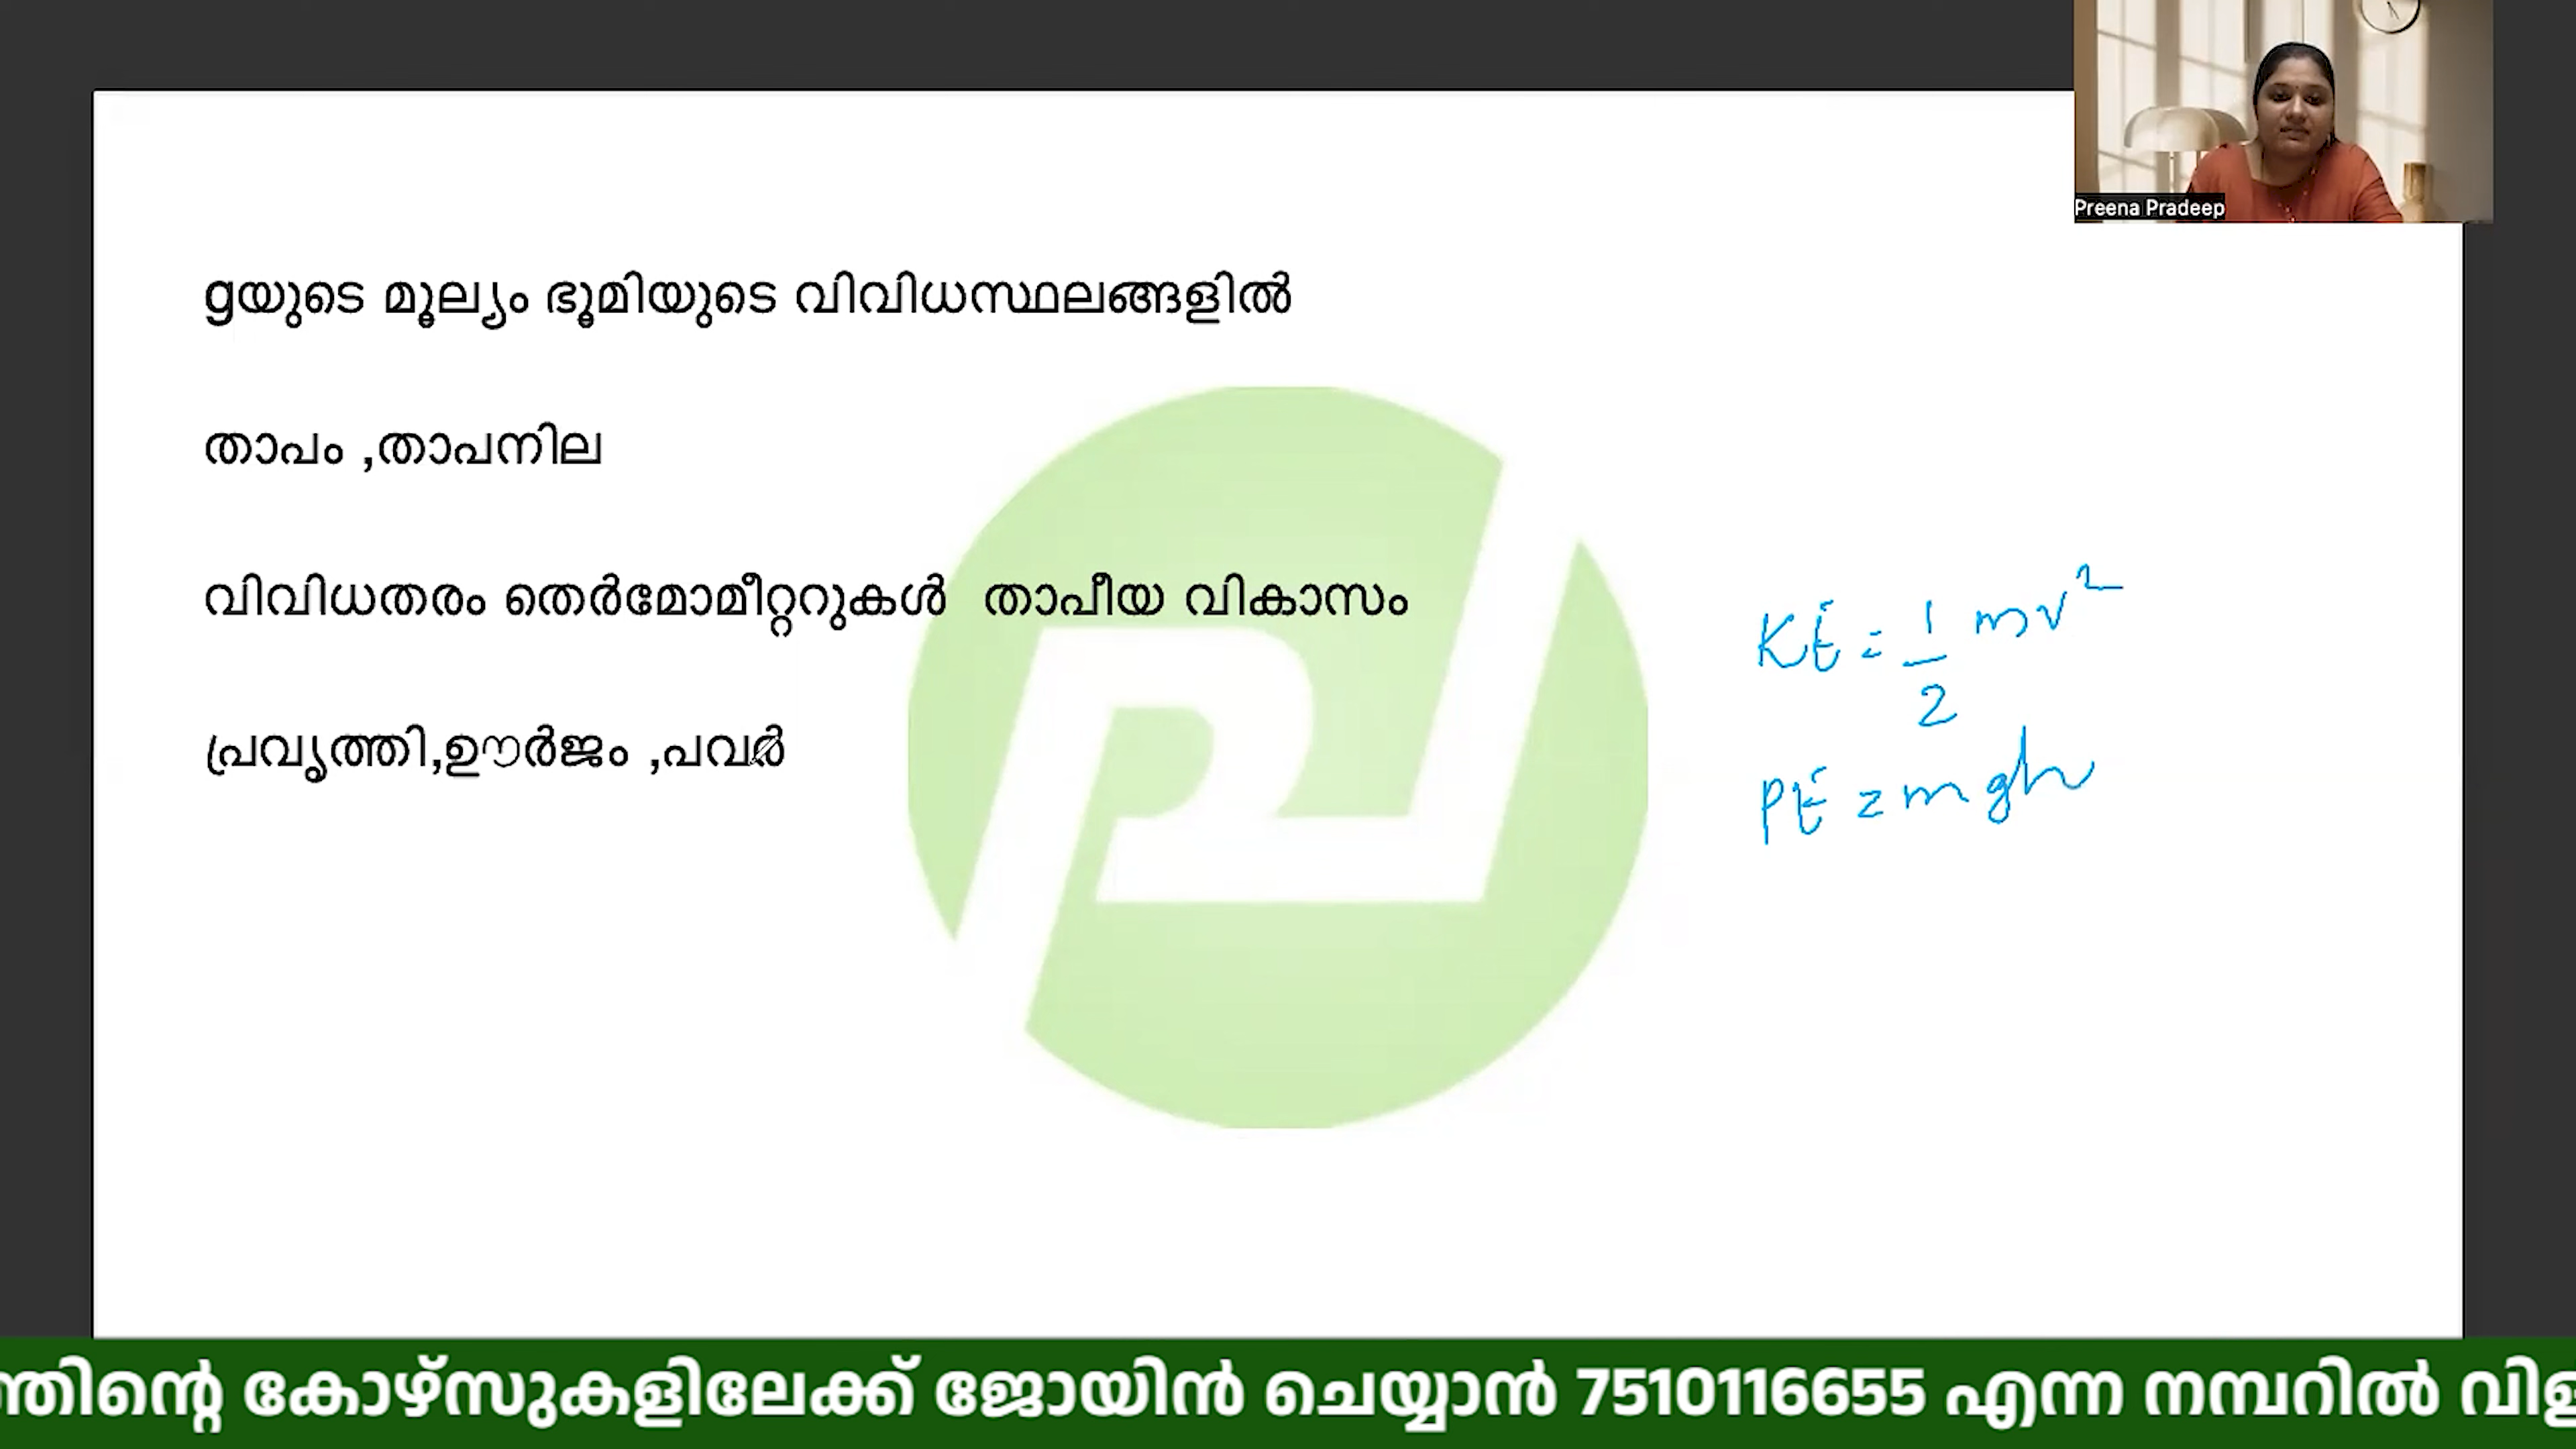 Preena Pradeep
gയുടെ മൂല്യം ഭൂമിയുടെ വിവിധസ്ഥലങ്ങളിൽ
താപം ,താപനില
വിവിധതരം തെർമോമീറ്ററുകൾ താപീയ വികാസം
പ്രവൃത്തി,ഊർജം ,പവർ
KE = 1/2 mv²
PE = mgh
ത്തിന്റെ കോഴ്സുകളിലേക്ക് ജോയിൻ ചെയ്യാൻ 7510116655 എന്ന നമ്പറിൽ